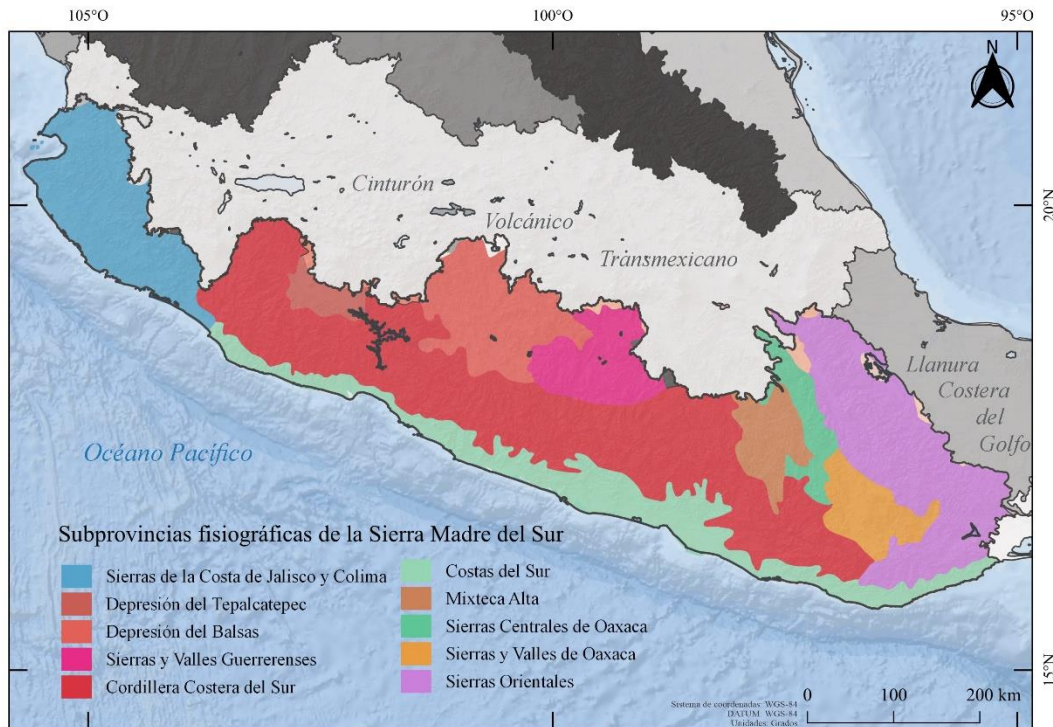 105°O
100°O
95°O
N
20°N
Cinturón
Volcánico
Transmexicano
Llanura
Costera
del
Golfo
Océano Pacífico
15°N
Subprovincias fisiográficas de la Sierra Madre del Sur
Sierras de la Costa de Jalisco y Colima
Depresión del Tepalcatepec
Depresión del Balsas
Sierras y Valles Guerrerenses
Cordillera Costera del Sur
Costas del Sur
Mixteca Alta
Sierras Centrales de Oaxaca
Sierras y Valles de Oaxaca
Sierras Orientales
Sistema de coordenadas: WGS-84
DATUM: WGS-84
Unidades: Grados
0 100 200 km